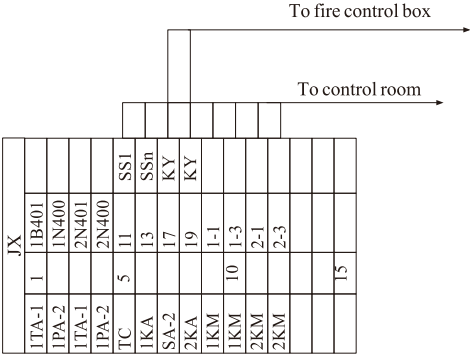 To fire control box
To control room
JX
SS1 SSn KY KY
1B401 1N400 2N401 2N400 11 13 17 19 1-1 1-3 2-1 2-3
1 5 10 15
1TA-1 1PA-2 1TA-1 1PA-2 TC 1KA SA-2 2KA 1KM 1KM 2KM 2KM